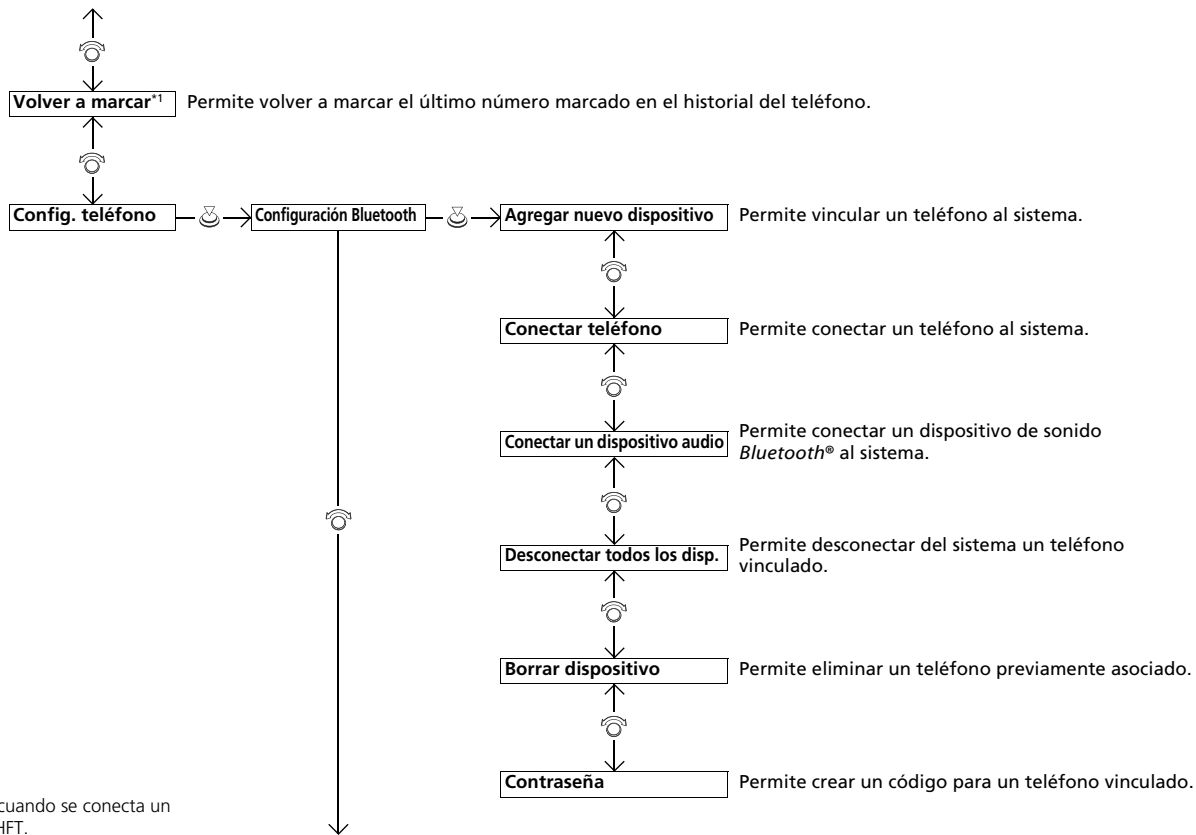 Volver a marcar*1 Permite volver a marcar el último número marcado en el historial del teléfono.
Config. teléfono Configuración Bluetooth Agregar nuevo dispositivo Permite vincular un teléfono al sistema.
Conectar teléfono Permite conectar un teléfono al sistema.
Conectar un dispositivo audio Permite conectar un dispositivo de sonido
Bluetooth® al sistema.
Desconectar todos los disp. Permite desconectar del sistema un teléfono
vinculado.
Borrar dispositivo Permite eliminar un teléfono previamente asociado.
Contraseña Permite crear un código para un teléfono vinculado.
cuando se conecta un
HFT.